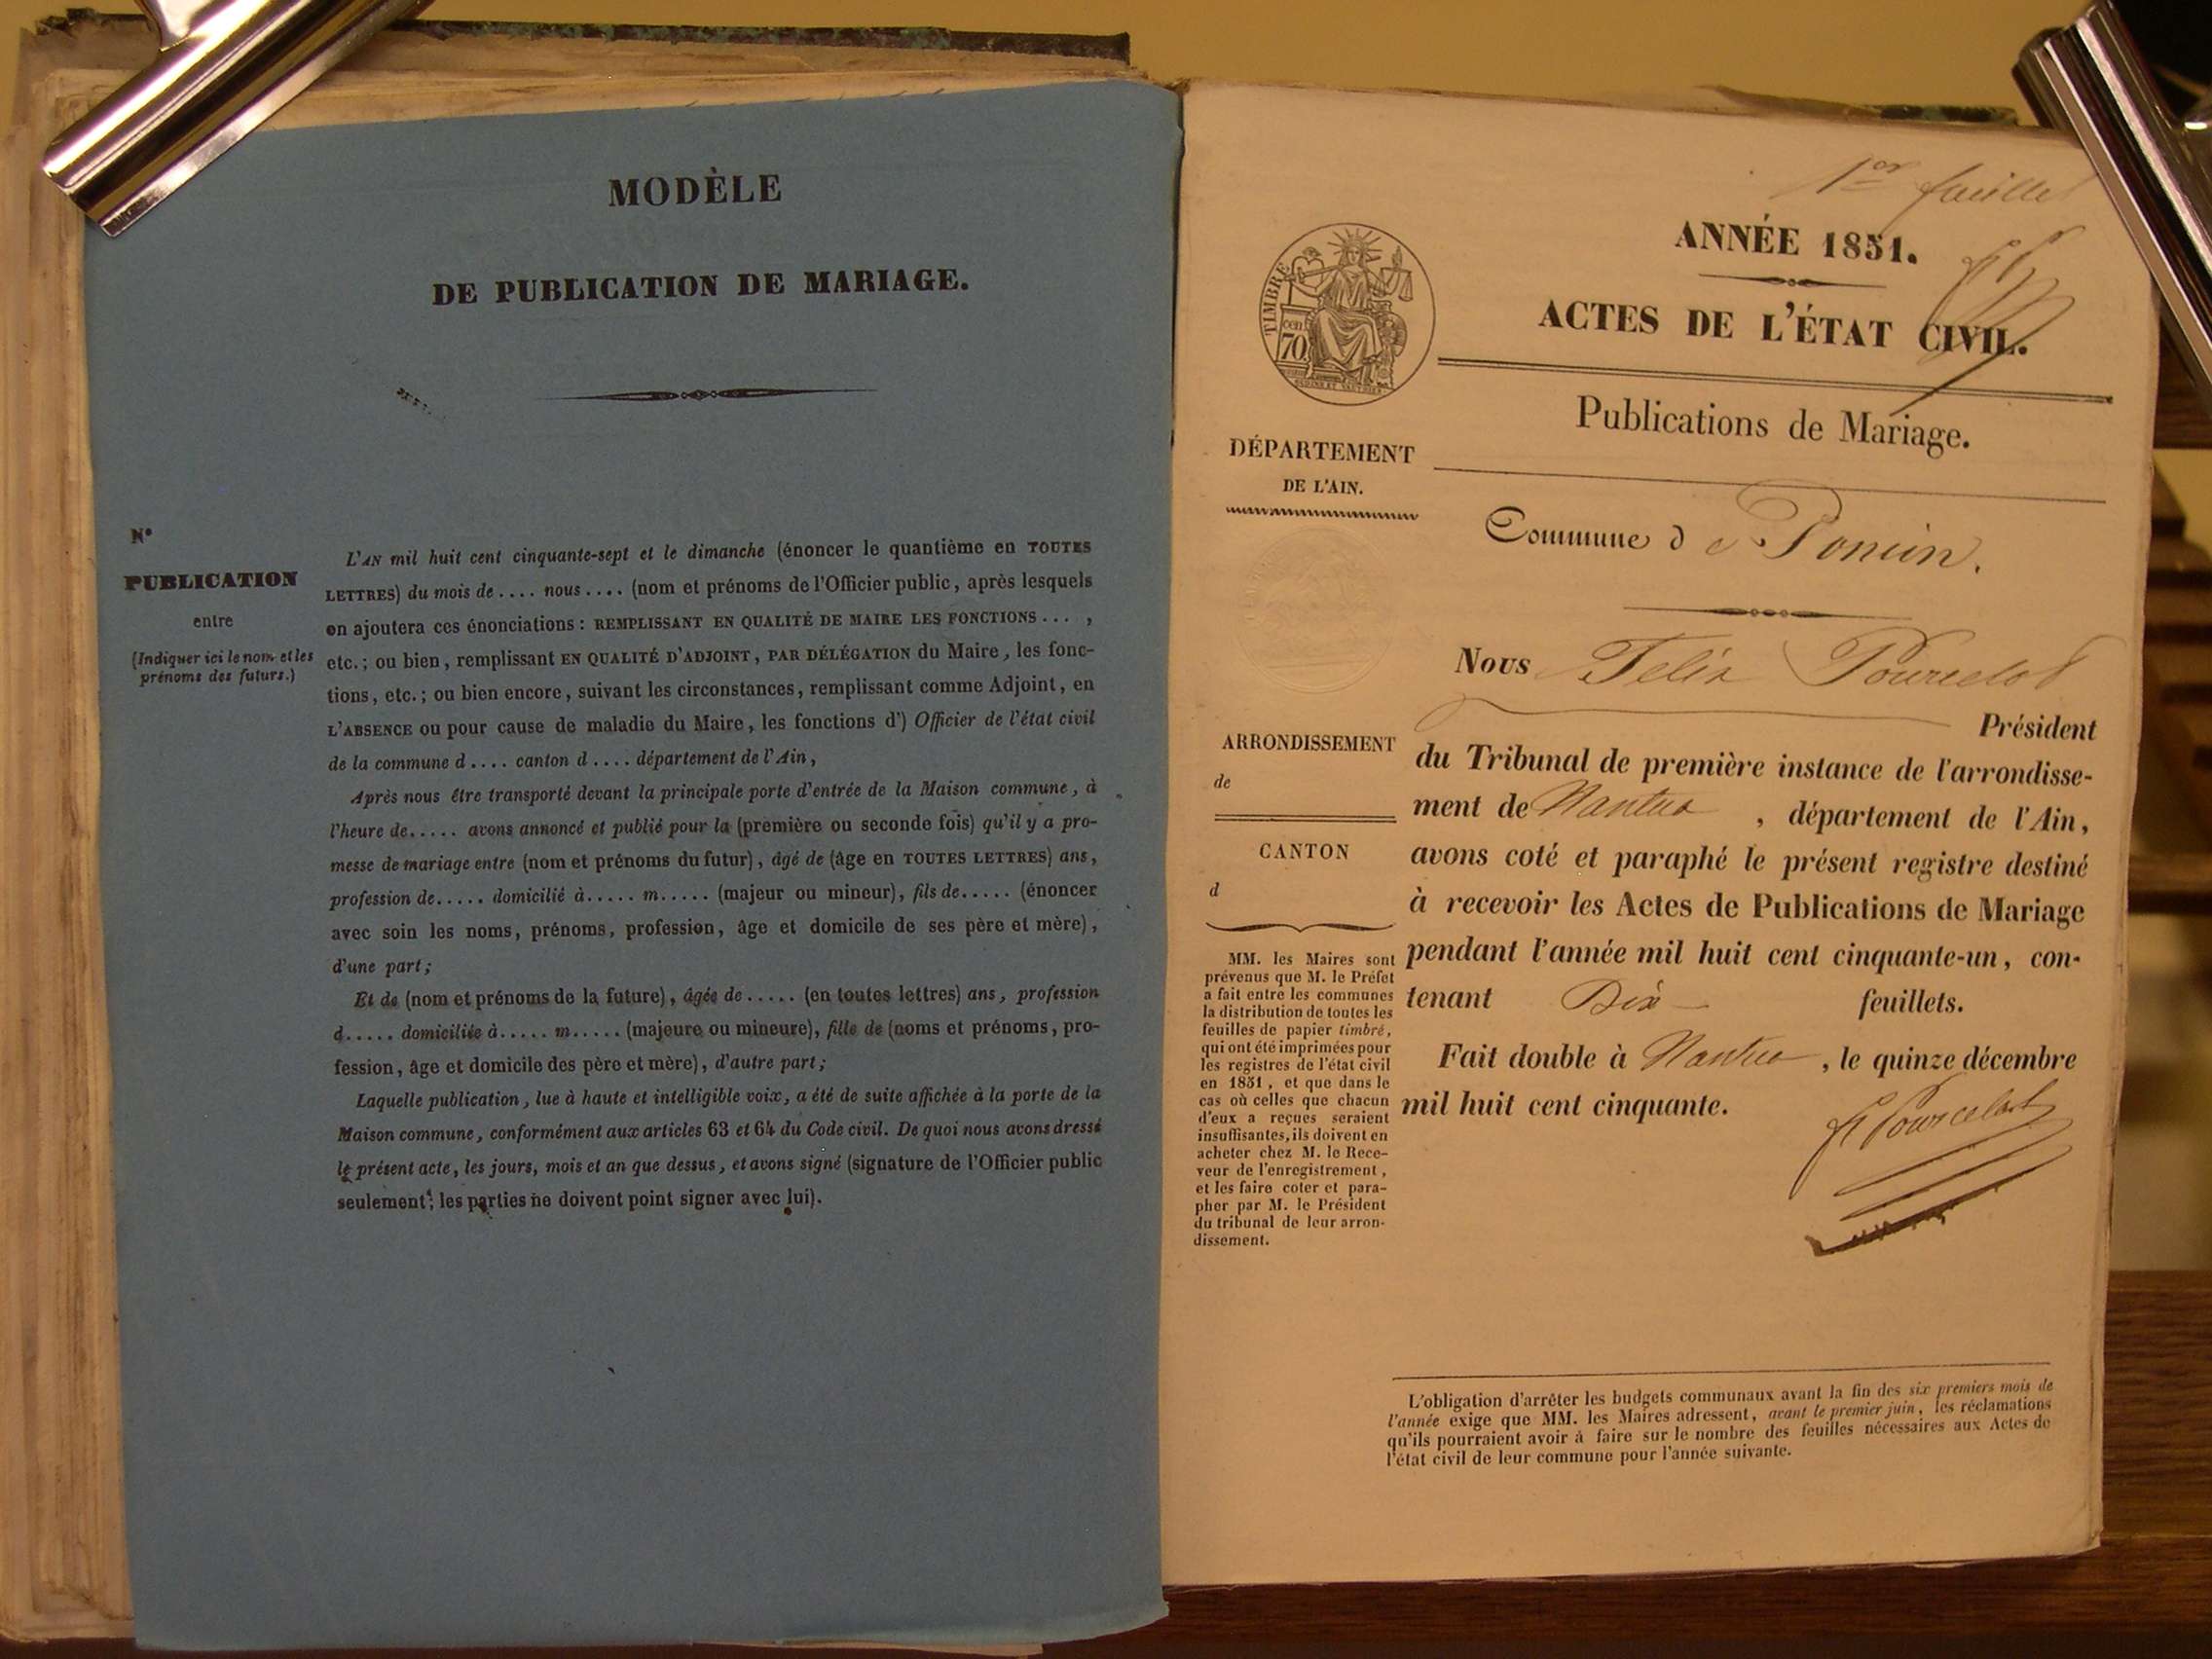 MODÈLE
DE PUBLICATION DE MARIAGE.
N°
PUBLICATION
entre
(Indiquer ici le nom et les
prénoms des futurs.)
L'AN mil huit cent cinquante-sept et le dimanche (énoncer le quantième en TOUTES
LETTRES) du mois de .... nous .... (nom et prénoms de l'Officier public, après lesquels
on ajoutera ces énonciations : REMPLISSANT EN QUALITÉ DE MAIRE LES FONCTIONS ... ,
etc.; ou bien, remplissant EN QUALITÉ D'ADJOINT, PAR DÉLÉGATION du Maire, les fonc-
tions, etc.; ou bien encore, suivant les circonstances, remplissant comme Adjoint, en
L'ABSENCE ou pour cause de maladie du Maire, les fonctions d') Officier de l'état civil
de la commune d .... canton d .... département de l'Ain,
Après nous être transporté devant la principale porte d'entrée de la Maison commune, à
l'heure de..... avons annoncé et publié pour la (première ou seconde fois) qu'il y a pro-
messe de mariage entre (nom et prénoms du futur), âgé de (âge en TOUTES LETTRES) ans,
profession de..... domicilié à..... m..... (majeur ou mineur), fils de..... (énoncer
avec soin les noms, prénoms, profession, âge et domicile de ses père et mère),
d'une part;
Et de (nom et prénoms de la future), âgée de ..... (en toutes lettres) ans, profession
d..... domiciliée à..... m..... (majeure ou mineure), fille de (noms et prénoms, pro-
fession, âge et domicile des père et mère), d'autre part;
Laquelle publication, lue à haute et intelligible voix, a été de suite affichée à la porte de la
Maison commune, conformément aux articles 63 et 64 du Code civil. De quoi nous avons dressé
le présent acte, les jours, mois et an que dessus, et avons signé (signature de l'Officier public
seulement; les parties ne doivent point signer avec lui).
1er feuillet
ANNÉE 1851.
ACTES DE L'ÉTAT CIVIL.
TIMBRE
cen
70.
Publications de Mariage.
DÉPARTEMENT
DE L'AIN.
Commune de Poncin.
Nous Felix Pourcelot
Président
du Tribunal de première instance de l'arrondisse-
ment de Nantua , département de l'Ain,
avons coté et paraphé le présent registre destiné
à recevoir les Actes de Publications de Mariage
pendant l'année mil huit cent cinquante-un, con-
tenant Dix feuillets.
Fait double à Nantua , le quinze décembre
mil huit cent cinquante.
F Pourcelot
ARRONDISSEMENT
de
CANTON
d
MM. les Maires sont
prévenus que M. le Préfet
a fait entre les communes
la distribution de toutes les
feuilles de papier timbré,
qui ont été imprimées pour
les registres de l'état civil
en 1851, et que dans le
cas où celles que chacun
d'eux a reçues seraient
insuffisantes, ils doivent en
acheter chez M. le Rece-
veur de l'enregistrement,
et les faire coter et para-
pher par M. le Président
du tribunal de leur arron-
dissement.
L'obligation d'arrêter les budgets communaux avant la fin des six premiers mois de
l'année exige que MM. les Maires adressent, avant le premier juin, les réclamations
qu'ils pourraient avoir à faire sur le nombre des feuilles nécessaires aux Actes de
l'état civil de leur commune pour l'année suivante.